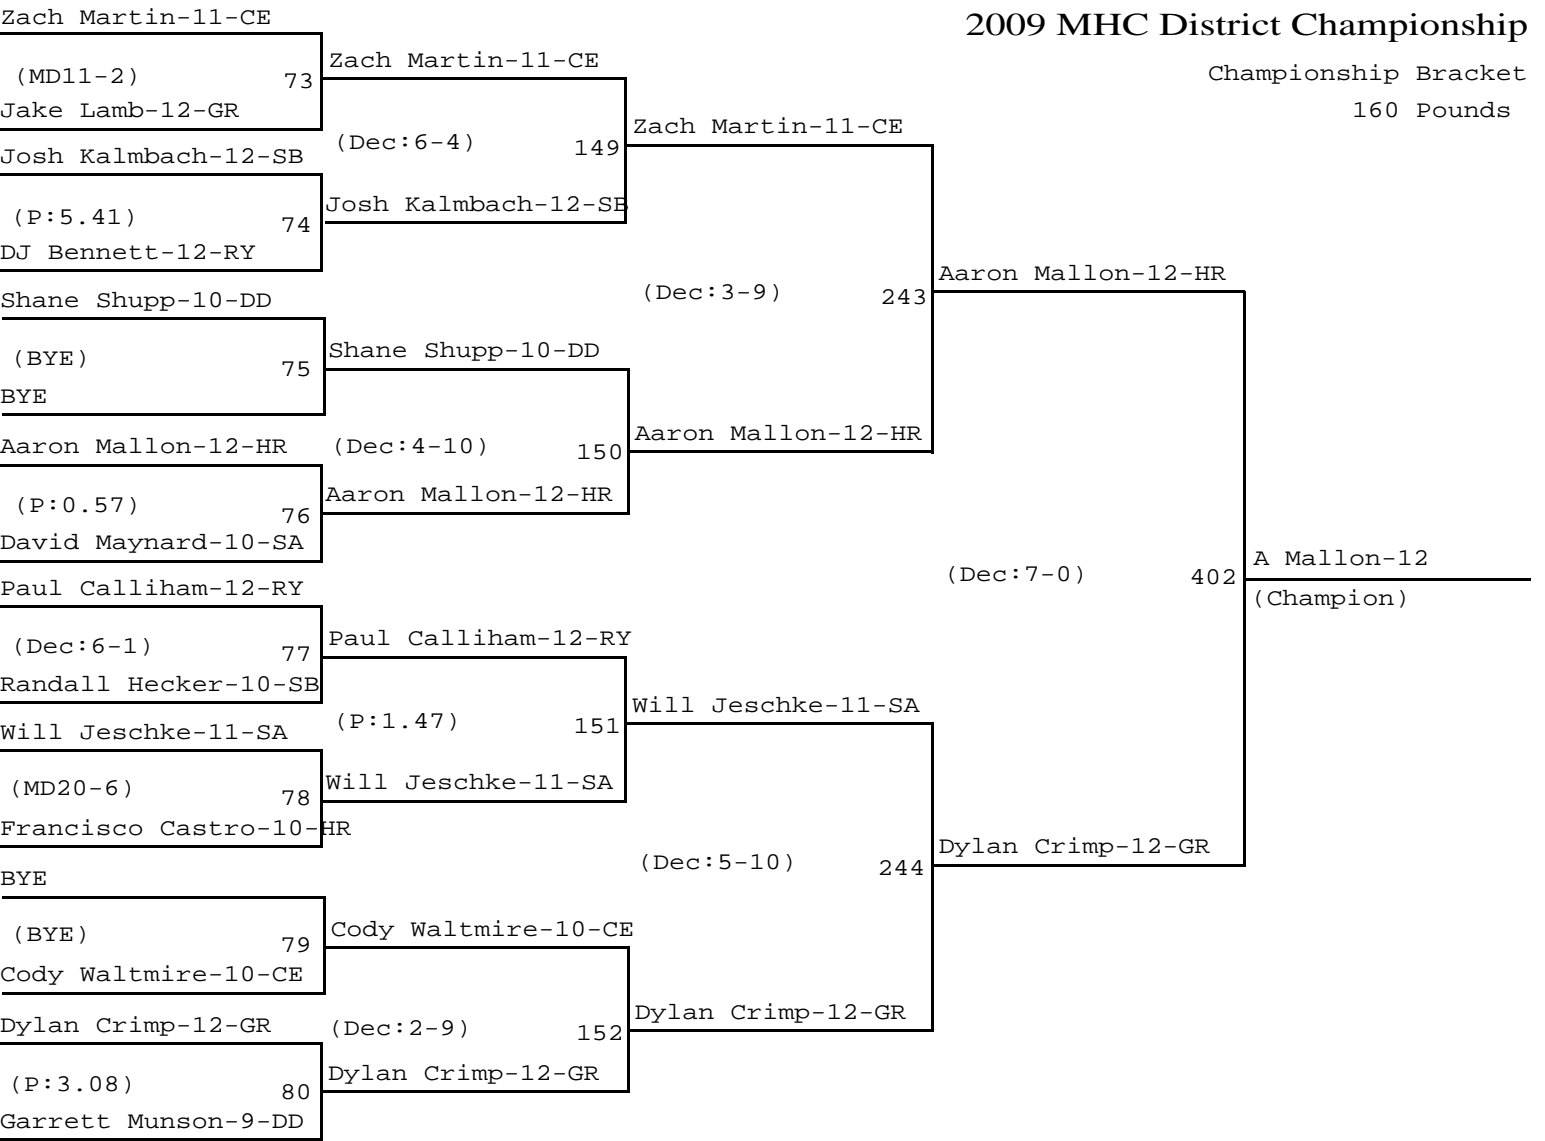 2009 MHC District Championship
Championship Bracket
160 Pounds
Zach Martin-11-CE
(MD11-2) 73
Jake Lamb-12-GR
Josh Kalmbach-12-SB
(P:5.41) 74
DJ Bennett-12-RY
Shane Shupp-10-DD
(BYE) 75
BYE
Aaron Mallon-12-HR
(P:0.57) 76
David Maynard-10-SA
Paul Calliham-12-RY
(Dec:6-1) 77
Randall Hecker-10-SB
Will Jeschke-11-SA
(MD20-6) 78
Francisco Castro-10-HR
BYE
(BYE) 79
Cody Waltmire-10-CE
Dylan Crimp-12-GR
(P:3.08) 80
Garrett Munson-9-DD
Zach Martin-11-CE
(Dec:6-4) 149
Josh Kalmbach-12-SB
Shane Shupp-10-DD
(Dec:4-10) 150
Aaron Mallon-12-HR
Paul Calliham-12-RY
(P:1.47) 151
Will Jeschke-11-SA
Cody Waltmire-10-CE
(Dec:2-9) 152
Dylan Crimp-12-GR
Zach Martin-11-CE
(Dec:3-9) 243
Aaron Mallon-12-HR
Will Jeschke-11-SA
(Dec:5-10) 244
Dylan Crimp-12-GR
Aaron Mallon-12-HR
(Dec:7-0) 402
Dylan Crimp-12-GR
A Mallon-12
(Champion)